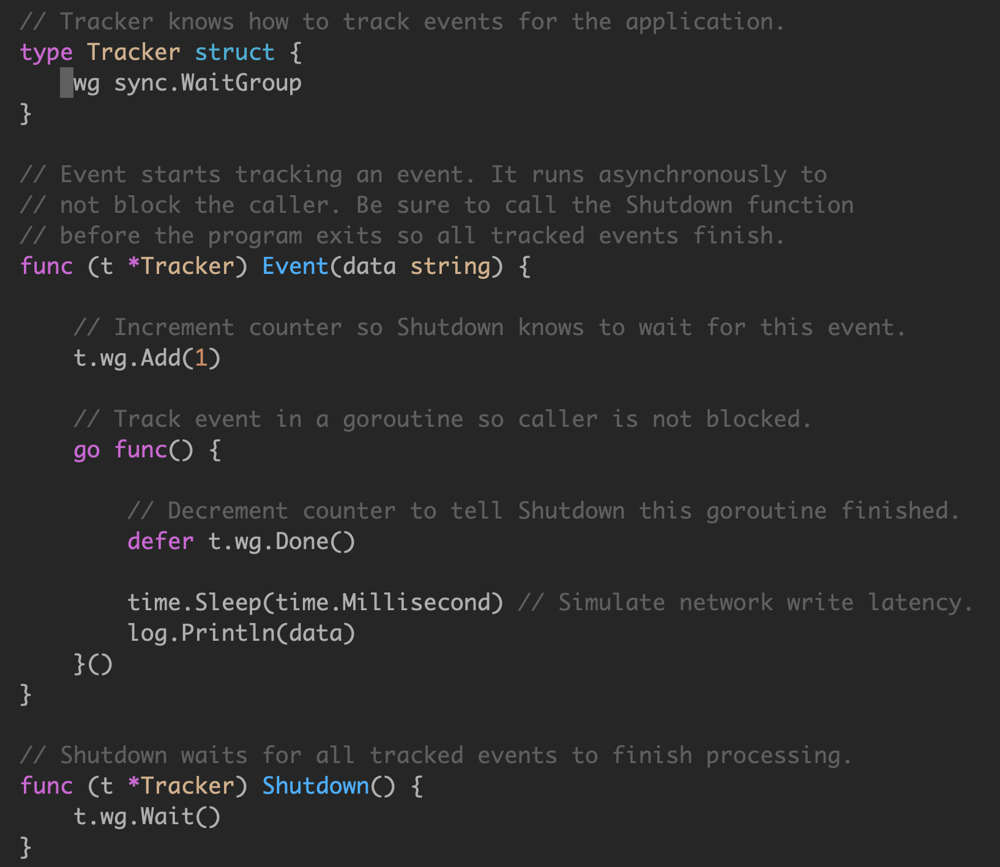 // Tracker knows how to track events for the application.
type Tracker struct {
    wg sync.WaitGroup
}

// Event starts tracking an event. It runs asynchronously to
// not block the caller. Be sure to call the Shutdown function
// before the program exits so all tracked events finish.
func (t *Tracker) Event(data string) {

    // Increment counter so Shutdown knows to wait for this event.
    t.wg.Add(1)

    // Track event in a goroutine so caller is not blocked.
    go func() {

        // Decrement counter to tell Shutdown this goroutine finished.
        defer t.wg.Done()

        time.Sleep(time.Millisecond) // Simulate network write latency.
        log.Println(data)
    }()
}

// Shutdown waits for all tracked events to finish processing.
func (t *Tracker) Shutdown() {
    t.wg.Wait()
}